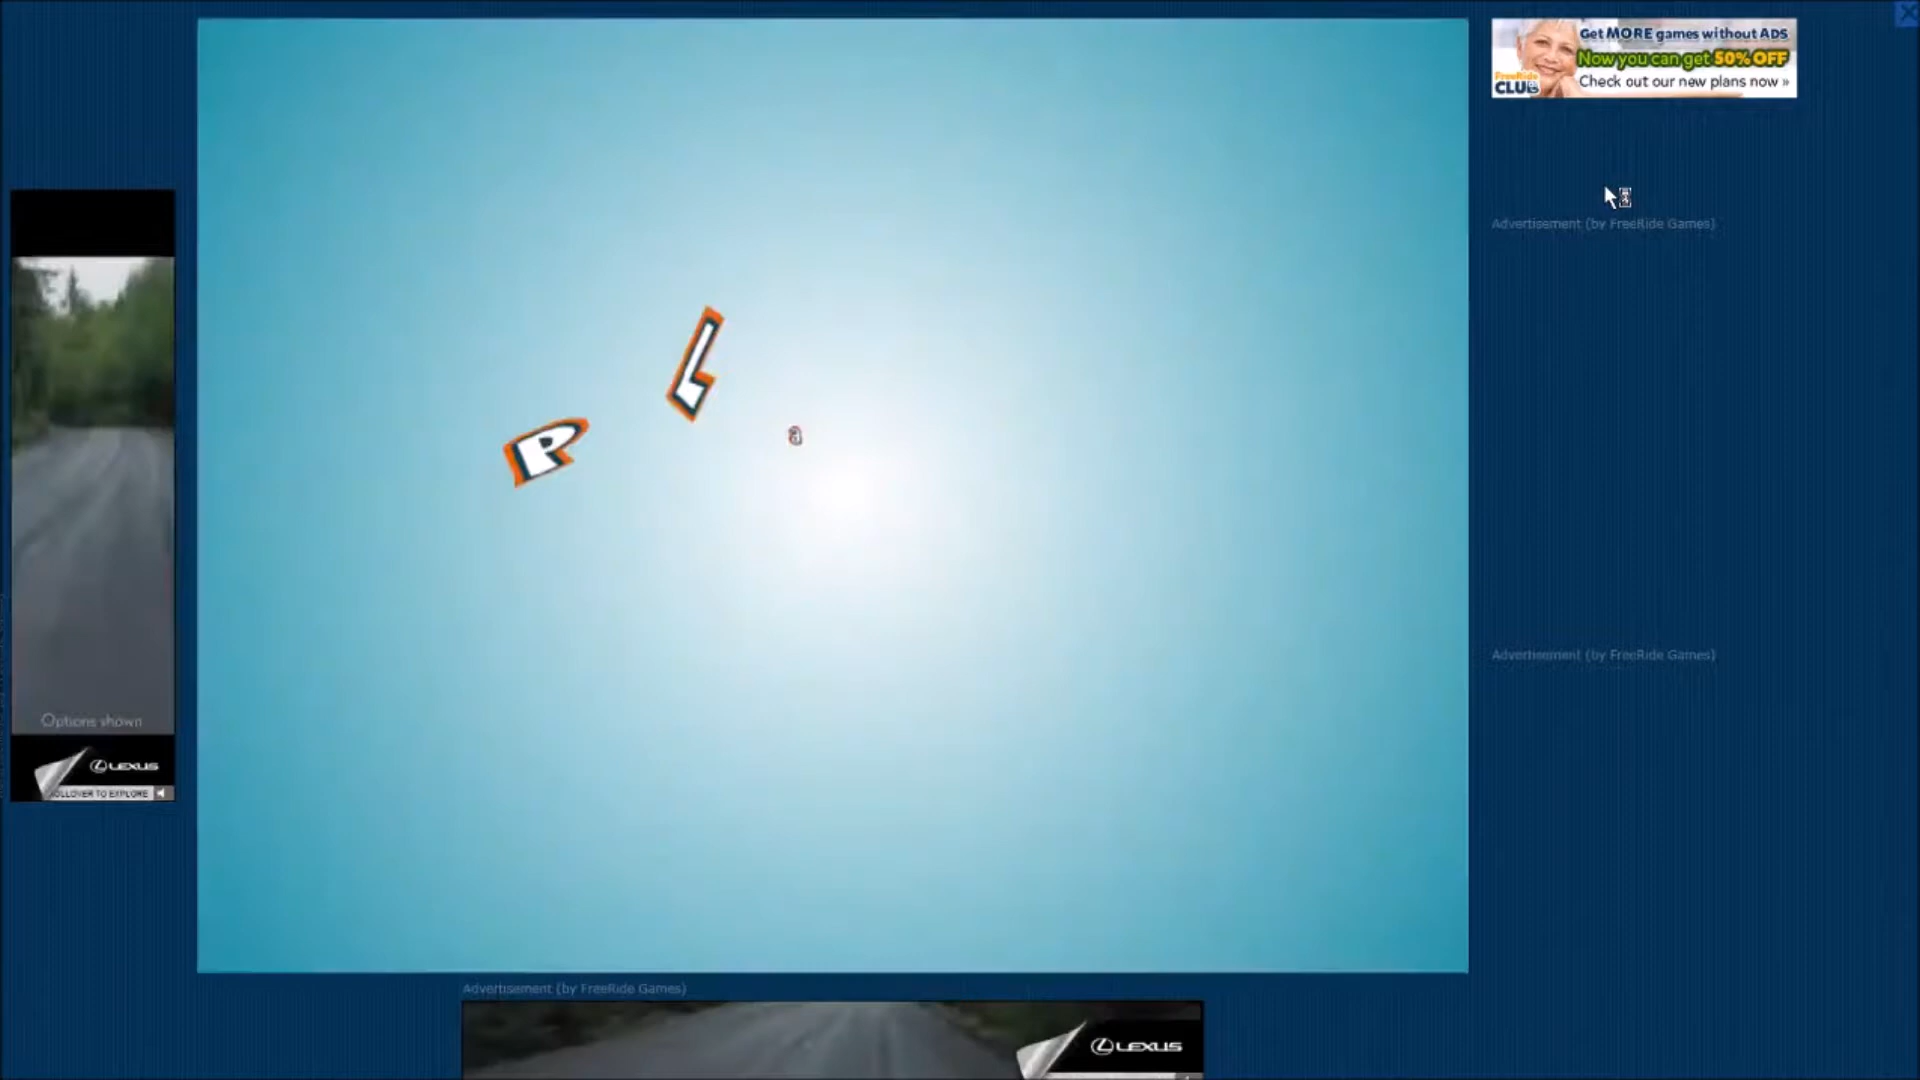 Get MORE games without ADS
Now you can get 50% OFF
Check out our new plans now »
FreeRide
CLUB
Advertisement (by FreeRide Games)
P
L
a
Advertisement (by FreeRide Games)
Options shown
LEXUS
ROLLOVER TO EXPLORE
Advertisement (by FreeRide Games)
LEXUS